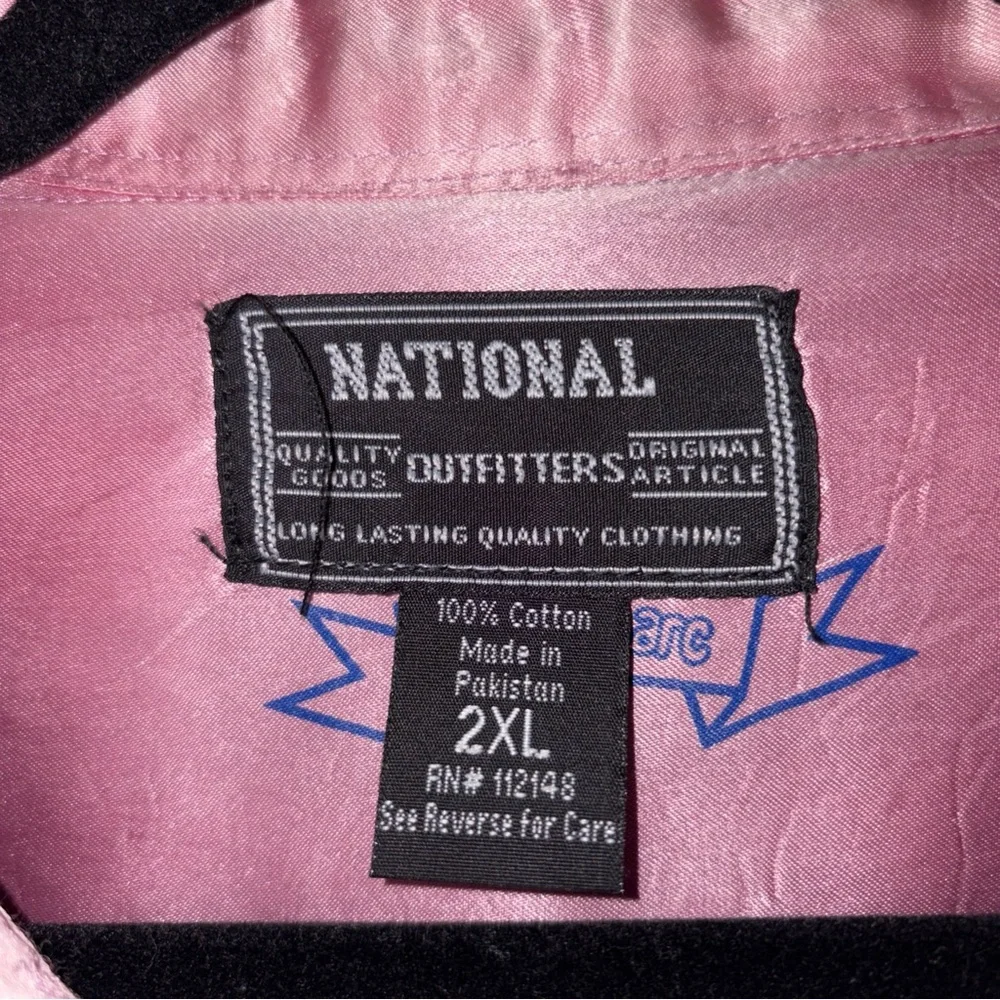 NATIONAL
QUALITY GOODS OUTFITTERS ORIGINAL ARTICLE
LONG LASTING QUALITY CLOTHING
arc
100% Cotton
Made in
Pakistan
2XL
RN# 112148
See Reverse for Care